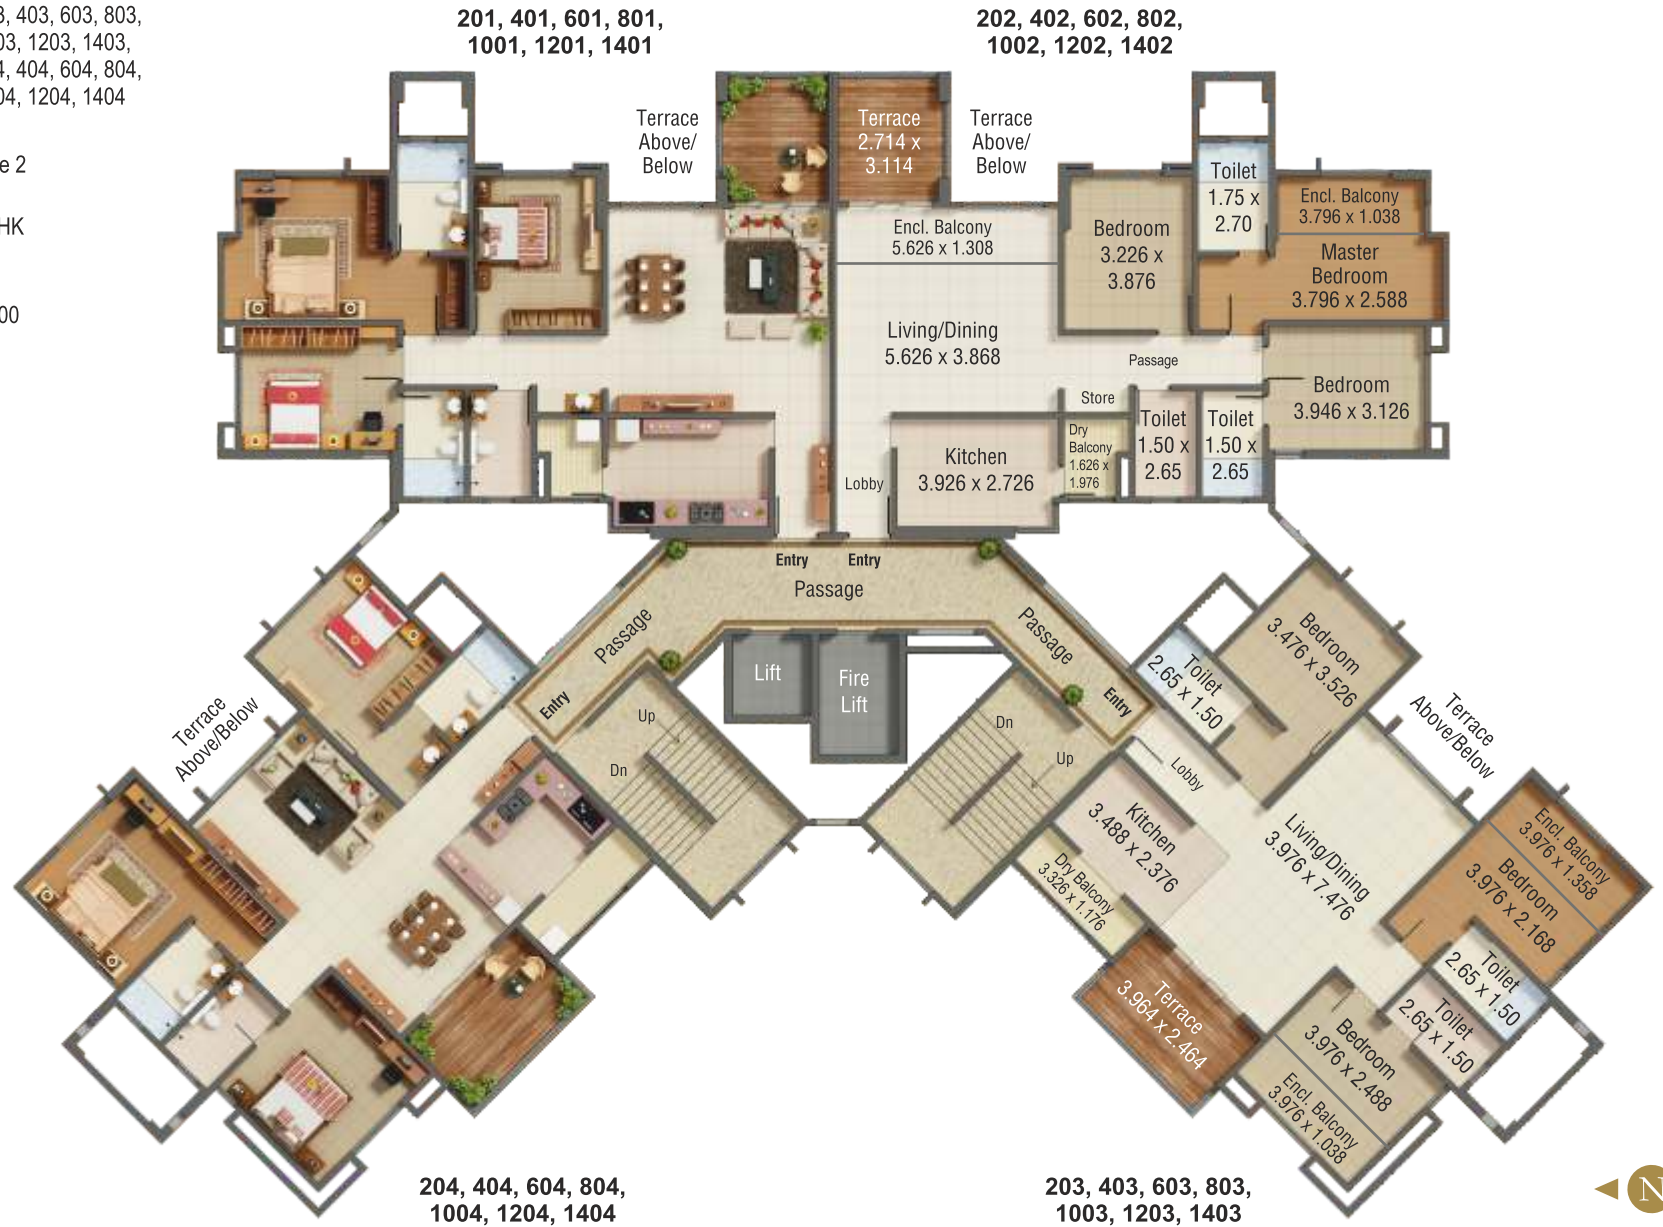 3, 403, 603, 803,
03, 1203, 1403,
4, 404, 604, 804,
04, 1204, 1404
e 2
HK
00
201, 401, 601, 801,
1001, 1201, 1401
202, 402, 602, 802,
1002, 1202, 1402
Terrace
Above/
Below
Terrace
2.714 x
3.114
Terrace
Above/
Below
Toilet
1.75 x
2.70
Encl. Balcony
3.796 x 1.038
Encl. Balcony
5.626 x 1.308
Bedroom
3.226 x
3.876
Master
Bedroom
3.796 x 2.588
Living/Dining
5.626 x 3.868
Passage
Bedroom
3.946 x 3.126
Store
Toilet
1.50 x
2.65
Toilet
1.50 x
2.65
Dry
Balcony
1.626 x
1.976
Kitchen
3.926 x 2.726
Lobby
Entry
Entry
Passage
Passage
Passage
Entry
Entry
Lift
Fire
Lift
Up
Dn
Dn
Up
Terrace
Above/Below
Toilet
2.65 x 1.50
Bedroom
3.476 x 3.526
Terrace
Above/Below
Lobby
Kitchen
3.488 x 2.376
Living/Dining
3.976 x 7.476
Dry Balcony
3.326 x 1.176
Encl. Balcony
3.976 x 1.358
Bedroom
3.976 x 2.168
Toilet
2.65 x 1.50
Toilet
2.65 x 1.50
Terrace
3.964 x 2.464
Bedroom
3.976 x 2.488
Encl. Balcony
3.976 x 1.038
204, 404, 604, 804,
1004, 1204, 1404
203, 403, 603, 803,
1003, 1203, 1403
N